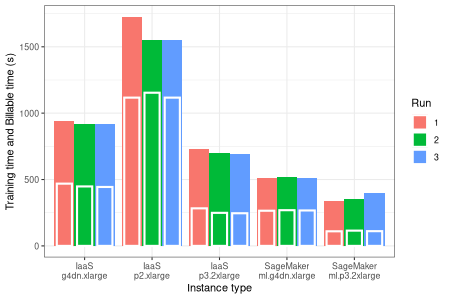 Training time and Billable time (s)
1500
1000
500
0
IaaS
g4dn.xlarge
IaaS
p2.xlarge
IaaS
p3.2xlarge
SageMaker
ml.g4dn.xlarge
SageMaker
ml.p3.2xlarge
Instance type
Run
1
2
3